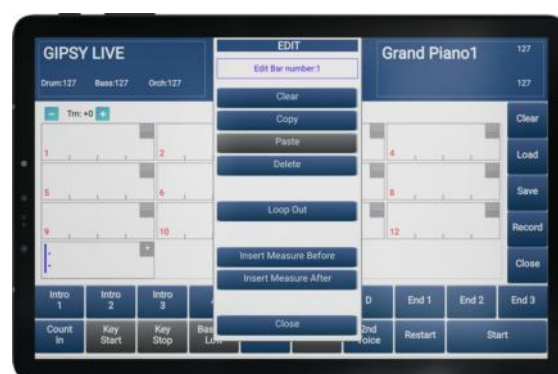 GIPSY LIVE
Drum:127 Bass:127 Orch:127
EDIT
Edit Bar number:1
Clear
Copy
Paste
Delete
Loop Out
Insert Measure Before
Insert Measure After
Close
Grand Piano1
127
127
- Tm: +0 +
1 2 4
5 6 8
9 10 12
+
Clear
Load
Save
Record
Close
Intro 1
Intro 2
Intro 3
D
End 1
End 2
End 3
Count In
Key Start
Key Stop
2nd Voice
Restart
Start